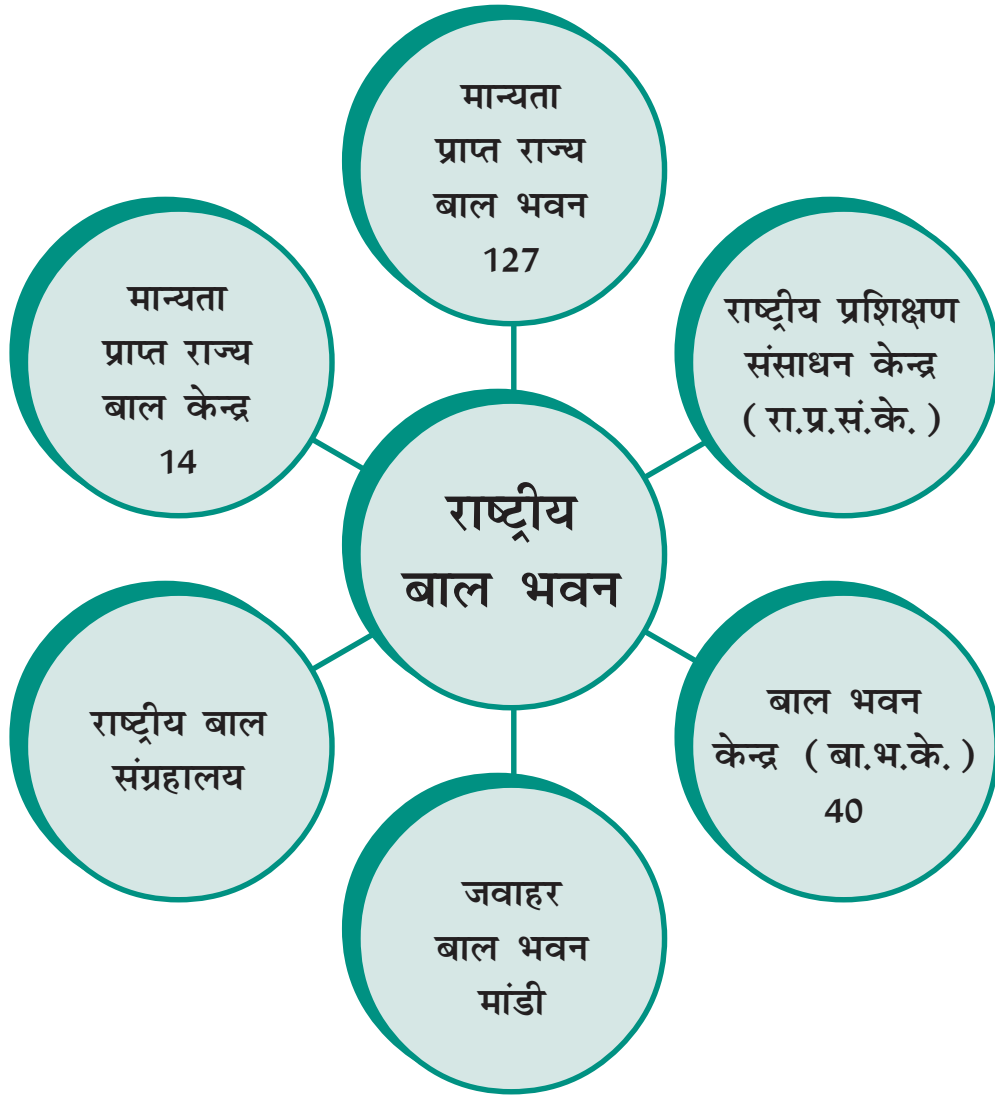 मान्यता
प्राप्त राज्य
बाल भवन
127
राष्ट्रीय प्रशिक्षण
संसाधन केन्द्र
( रा.प्र.सं.के. )
बाल भवन
केन्द्र ( बा.भ.के. )
40
जवाहर
बाल भवन
मांडी
राष्ट्रीय बाल
संग्रहालय
मान्यता
प्राप्त राज्य
बाल केन्द्र
14
राष्ट्रीय
बाल भवन